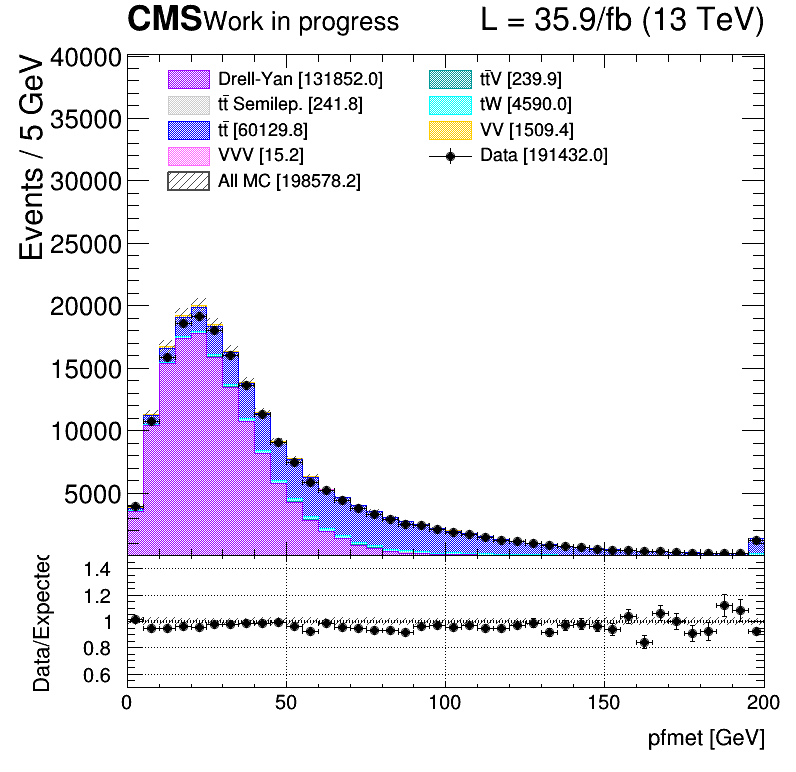 CMS Work in progress L = 35.9/fb (13 TeV)
Events / 5 GeV
40000
35000
30000
25000
20000
15000
10000
5000
Drell-Yan [131852.0]
tt̄ Semilep. [241.8]
tt̄ [60129.8]
VVV [15.2]
All MC [198578.2]
tt̄V [239.9]
tW [4590.0]
VV [1509.4]
Data [191432.0]
Data/Expected
1.4
1.2
1
0.8
0.6
0 50 100 150 200
pfmet [GeV]